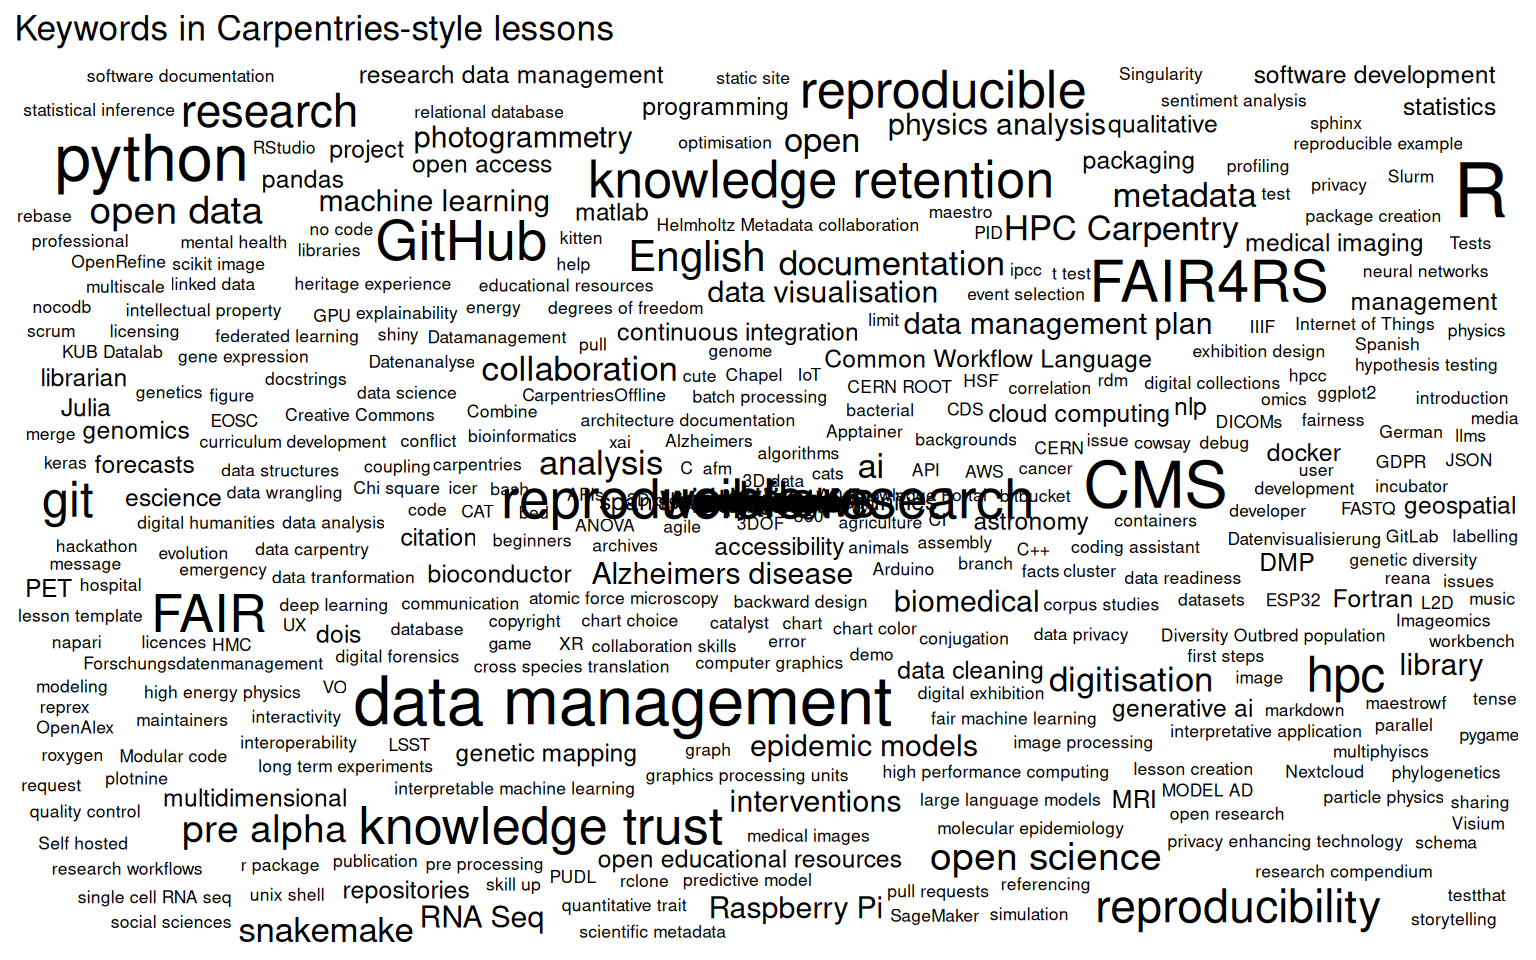 Keywords in Carpentries-style lessons
software documentation research data management static site reproducible Singularity software development
statistical inference research relational database programming sentiment analysis statistics
photogrammetry optimisation open physics analysis qualitative sphinx
python RStudio project open access reproducible example
pandas knowledge retention packaging profiling
machine learning metadata test privacy Slurm R
rebase open data matlab Helmholtz Metadata collaboration maestro package creation
professional mental health no code libraries GitHub kitten PID HPC Carpentry medical imaging Tests
OpenRefine scikit image help English documentation ipcc t test FAIR4RS neural networks
multiscale linked data heritage experience educational resources data visualisation event selection management
nocodb intellectual property GPU explainability energy degrees of freedom
scrum licensing federated learning shiny Datamanagement pull continuous integration limit data management plan IIIF Internet of Things physics
KUB Datalab gene expression Datenanalyse genome Common Workflow Language exhibition design Spanish hypothesis testing
librarian docstrings collaboration cute Chapel IoT CERN ROOT HSF correlation rdm digital collections hpcc
genetics figure data science CarpentriesOffline batch processing omics ggplot2 introduction
Julia EOSC Creative Commons Combine architecture documentation bacterial CDS cloud computing nlp DICOMs fairness media
merge genomics curriculum development conflict bioinformatics xai Alzheimers Apptainer backgrounds CERN issue cowsay debug German llms
keras forecasts data structures coupling carpentries analysis C afm algorithms cats ai API AWS cancer docker user GDPR JSON
3D data
git escience data wrangling Chi square icer bash bitbucket CMS development incubator
digital humanities data analysis code CAT ANOVA agile 3DOF agriculture CI astronomy containers developer FASTQ geospatial
citation beginners archives accessibility animals assembly C++ coding assistant Datenvisualisierung GitLab labelling
hackathon evolution data carpentry branch genetic diversity
message emergency data tranformation bioconductor Alzheimers disease Arduino facts cluster data readiness DMP reana issues
PET hospital
lesson template FAIR deep learning communication atomic force microscopy backward design biomedical corpus studies datasets ESP32 Fortran L2D music
UX dois database copyright chart choice catalyst chart chart color conjugation data privacy Diversity Outbred population Imageomics
napari licences HMC game XR collaboration skills error workbench
Forschungsdatenmanagement digital forensics cross species translation computer graphics demo data cleaning first steps library
modeling high energy physics VO data management digital exhibition digitisation image hpc
reprex maintainers interactivity fair machine learning generative ai markdown maestrowf tense
OpenAlex interoperability LSST interpretative application parallel pygame
roxygen Modular code genetic mapping graph epidemic models image processing multiphyiscs
long term experiments graphics processing units high performance computing lesson creation Nextcloud phylogenetics
request plotnine interpretable machine learning MODEL AD
quality control multidimensional interventions large language models MRI open research particle physics sharing
Self hosted pre alpha knowledge trust medical images molecular epidemiology privacy enhancing technology schema Visium
research workflows r package publication pre processing open educational resources open science research compendium
single cell RNA seq unix shell repositories skill up PUDL rclone predictive model pull requests referencing testthat
social sciences snakemake RNA Seq quantitative trait Raspberry Pi SageMaker simulation reproducibility storytelling
scientific metadata